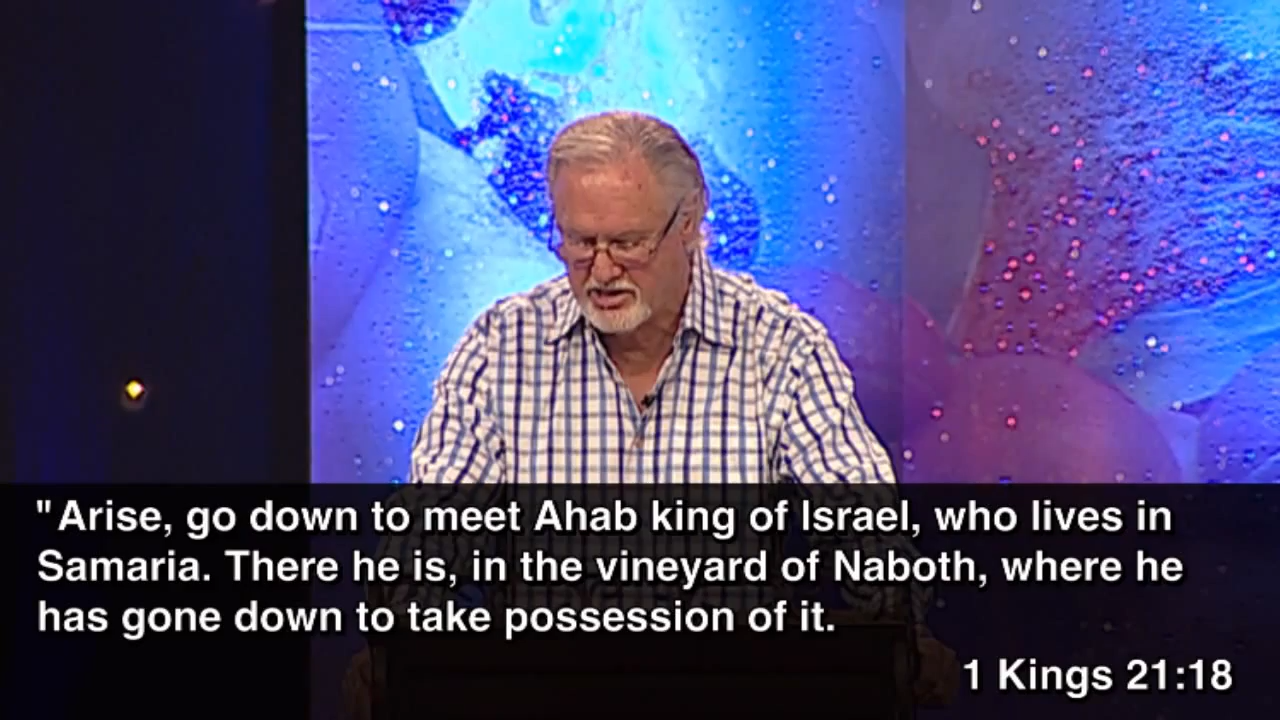 "Arise, go down to meet Ahab king of Israel, who lives in
Samaria. There he is, in the vineyard of Naboth, where he
has gone down to take possession of it.
1 Kings 21:18